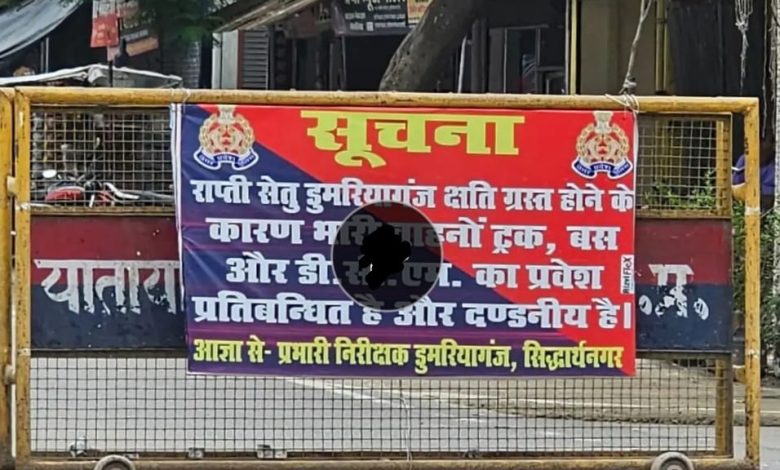 सूचना
राप्ती सेतु डुमरियागंज क्षति ग्रस्त होने के
कारण भारी वाहनों ट्रक, बस
और का प्रवेश
प्रतिबन्धित है और दण्डनीय है।
आज्ञा से- प्रभारी निरीक्षक डुमरियागंज, सिद्धार्थनगर